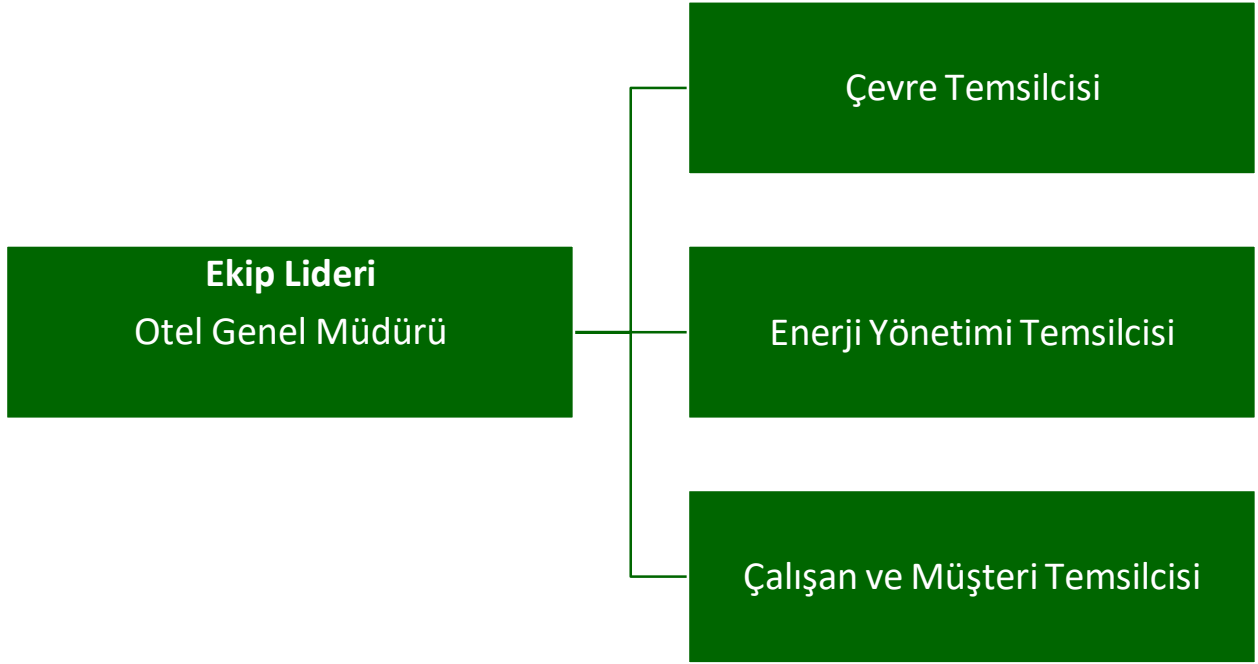 Çevre Temsilcisi
Ekip Lideri
Otel Genel Müdürü
Enerji Yönetimi Temsilcisi
Çalışan ve Müşteri Temsilcisi